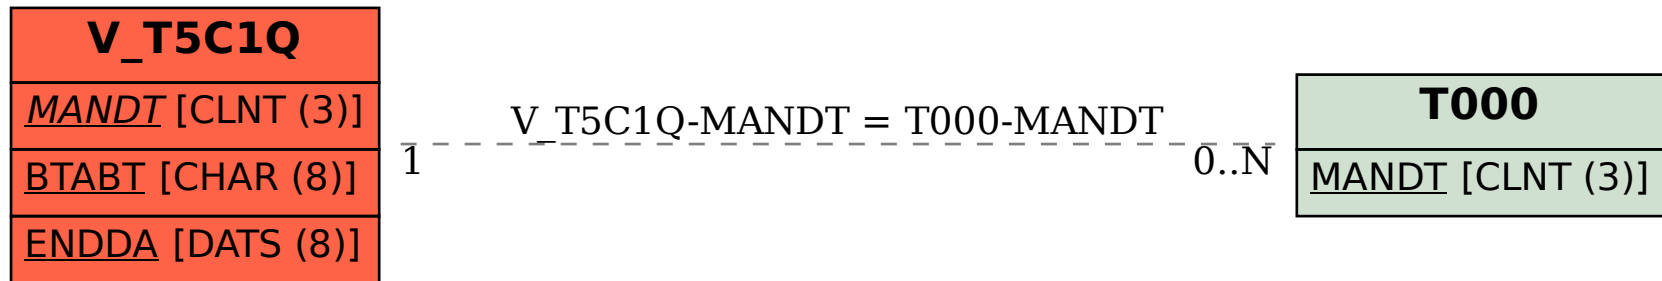 V_T5C1Q
MANDT [CLNT (3)]
BTABT [CHAR (8)]
ENDDA [DATS (8)]
V_T5C1Q-MANDT = T000-MANDT
1
0..N
T000
MANDT [CLNT (3)]